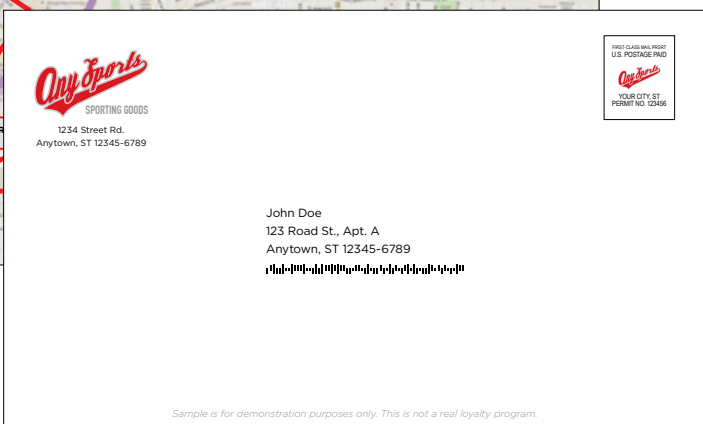 Any Sports
SPORTING GOODS
1234 Street Rd.
Anytown, ST 12345-6789
FIRST-CLASS MAIL PRSRT
U.S. POSTAGE PAID
Any Sports
YOUR CITY, ST
PERMIT NO. 123456
John Doe
123 Road St., Apt. A
Anytown, ST 12345-6789
Sample is for demonstration purposes only. This is not a real loyalty program.